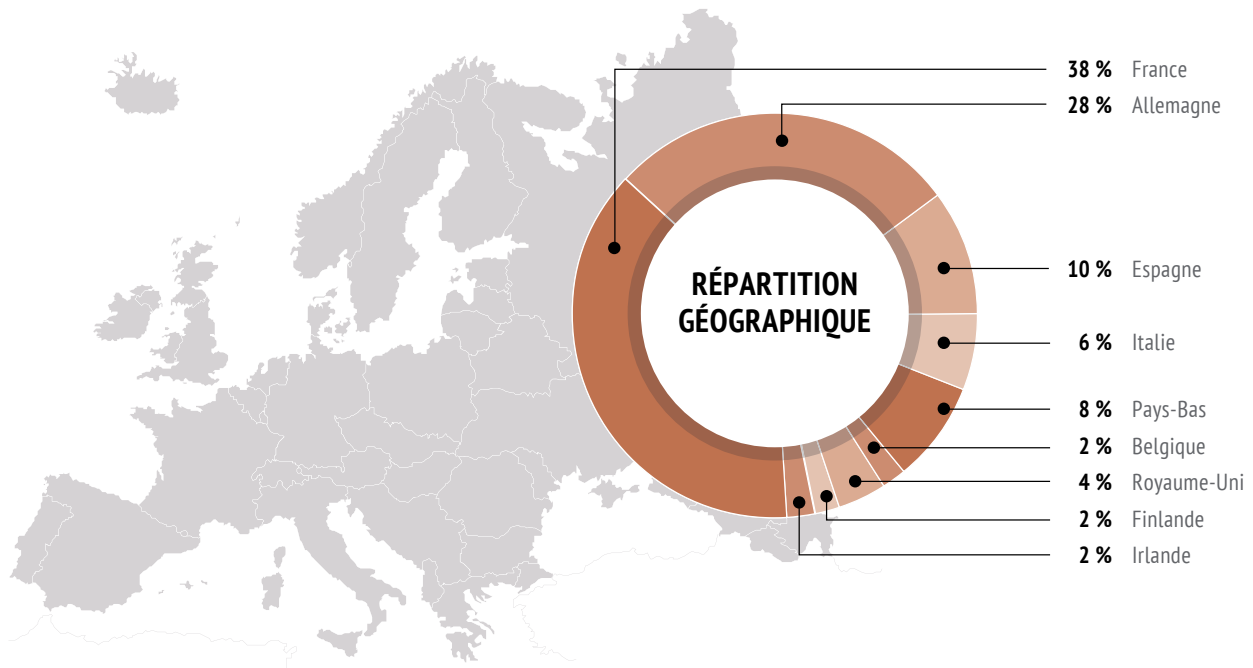 38 % France
28 % Allemagne
10 % Espagne
RÉPARTITION
GÉOGRAPHIQUE
6 % Italie
8 % Pays-Bas
2 % Belgique
4 % Royaume-Uni
2 % Finlande
2 % Irlande